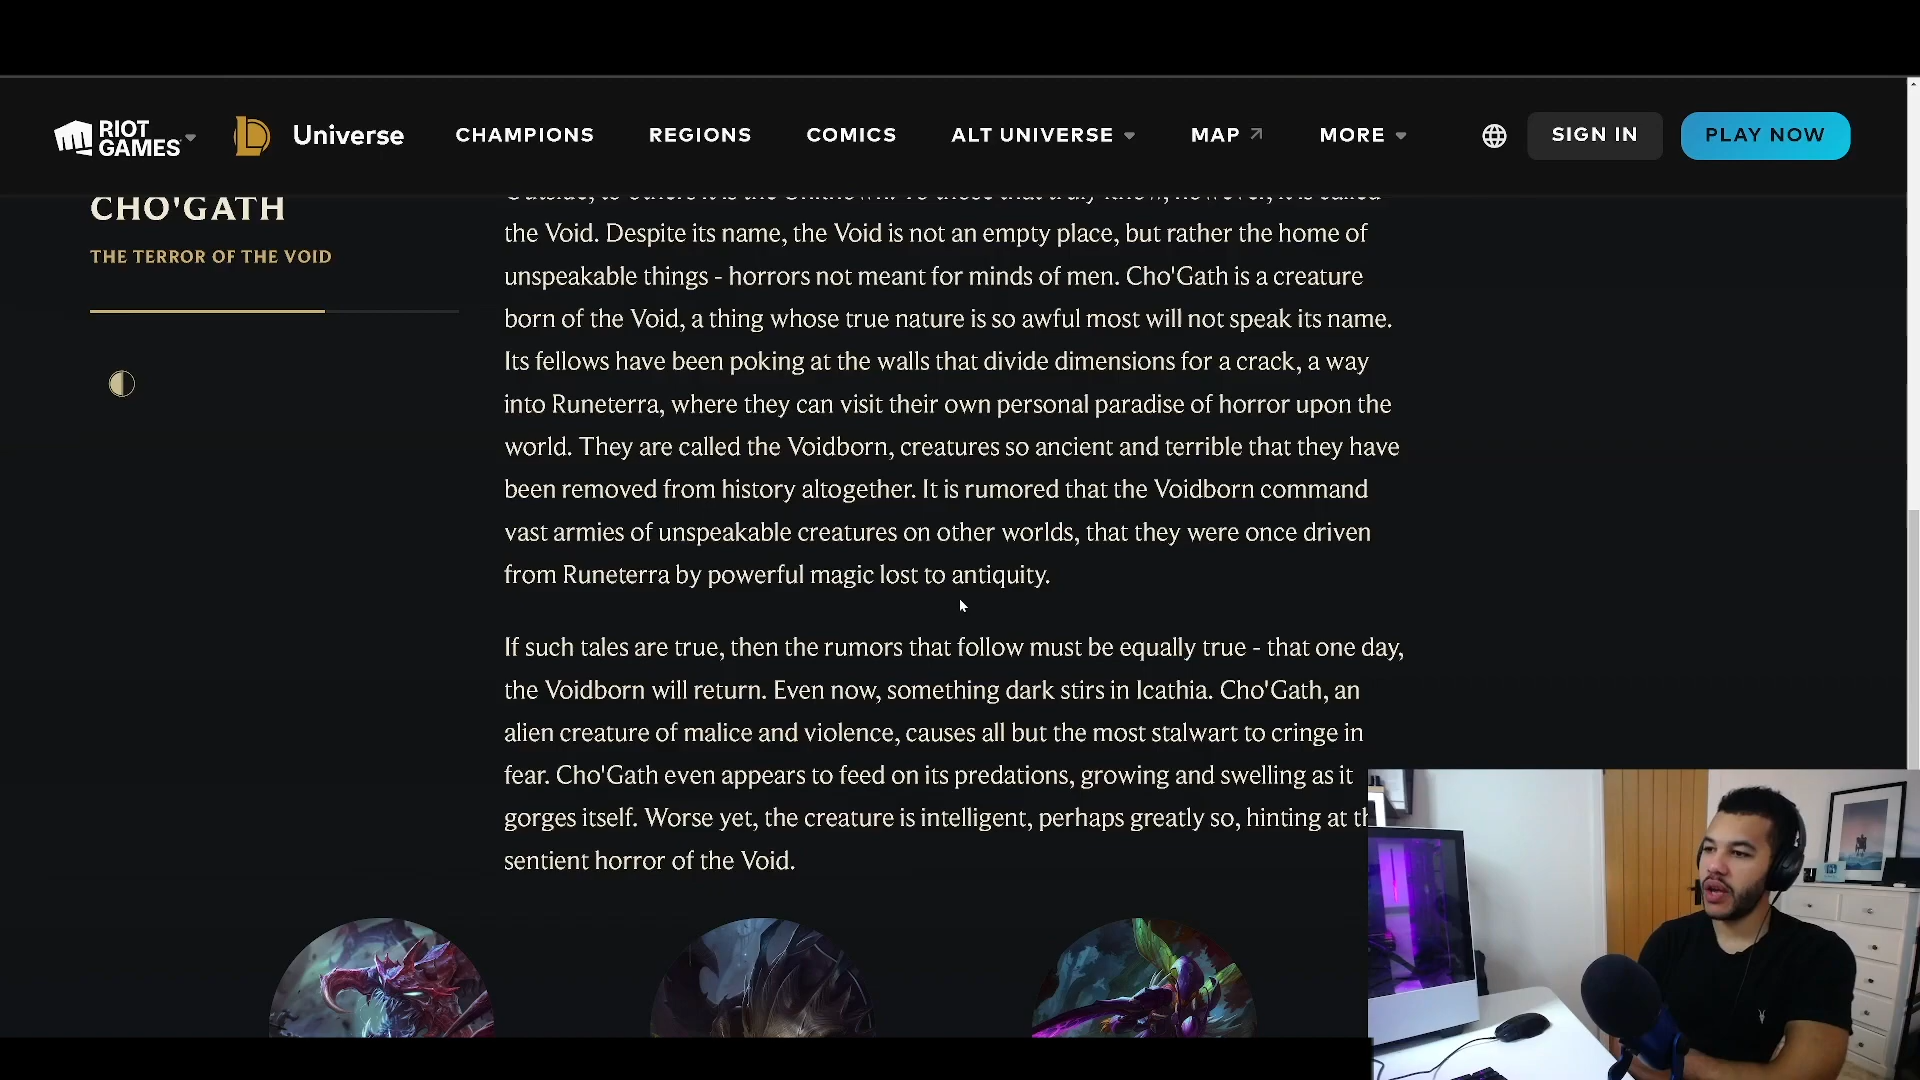 RIOT
GAMES
Universe
CHAMPIONS
REGIONS
COMICS
ALT UNIVERSE
MAP
MORE
SIGN IN
PLAY NOW
CHO'GATH
THE TERROR OF THE VOID
the Void. Despite its name, the Void is not an empty place, but rather the home of
unspeakable things - horrors not meant for minds of men. Cho'Gath is a creature
born of the Void, a thing whose true nature is so awful most will not speak its name.
Its fellows have been poking at the walls that divide dimensions for a crack, a way
into Runeterra, where they can visit their own personal paradise of horror upon the
world. They are called the Voidborn, creatures so ancient and terrible that they have
been removed from history altogether. It is rumored that the Voidborn command
vast armies of unspeakable creatures on other worlds, that they were once driven
from Runeterra by powerful magic lost to antiquity.
If such tales are true, then the rumors that follow must be equally true - that one day,
the Voidborn will return. Even now, something dark stirs in Icathia. Cho'Gath, an
alien creature of malice and violence, causes all but the most stalwart to cringe in
fear. Cho'Gath even appears to feed on its predations, growing and swelling as it
gorges itself. Worse yet, the creature is intelligent, perhaps greatly so, hinting at
sentient horror of the Void.